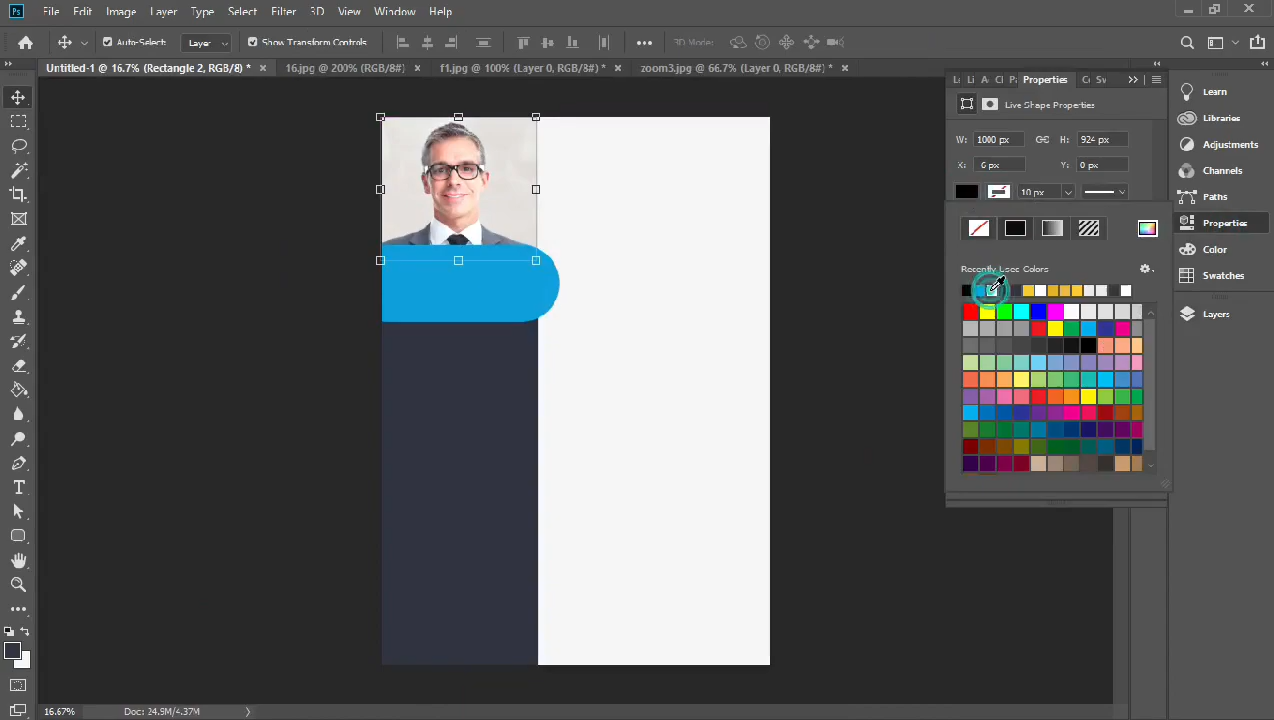 Ps File Edit Image Layer Type Select Filter 3D View Window Help
Auto-Select: Layer Show Transform Controls 3D Mode:
Untitled-1 @ 16.7% (Rectangle 2, RGB/8) * 16.jpg @ 200% (RGB/8#) f1.jpg @ 100% (Layer 0, RGB/8#) * zoom3.jpg @ 66.7% (Layer 0, RGB/8#) *
Properties
Live Shape Properties
W: 1000 px H: 924 px
X: -6 px Y: 0 px
10 px
Recently Used Colors
Learn
Libraries
Adjustments
Channels
Paths
Properties
Color
Swatches
Layers
16.67% Doc: 24.9M/4.37M